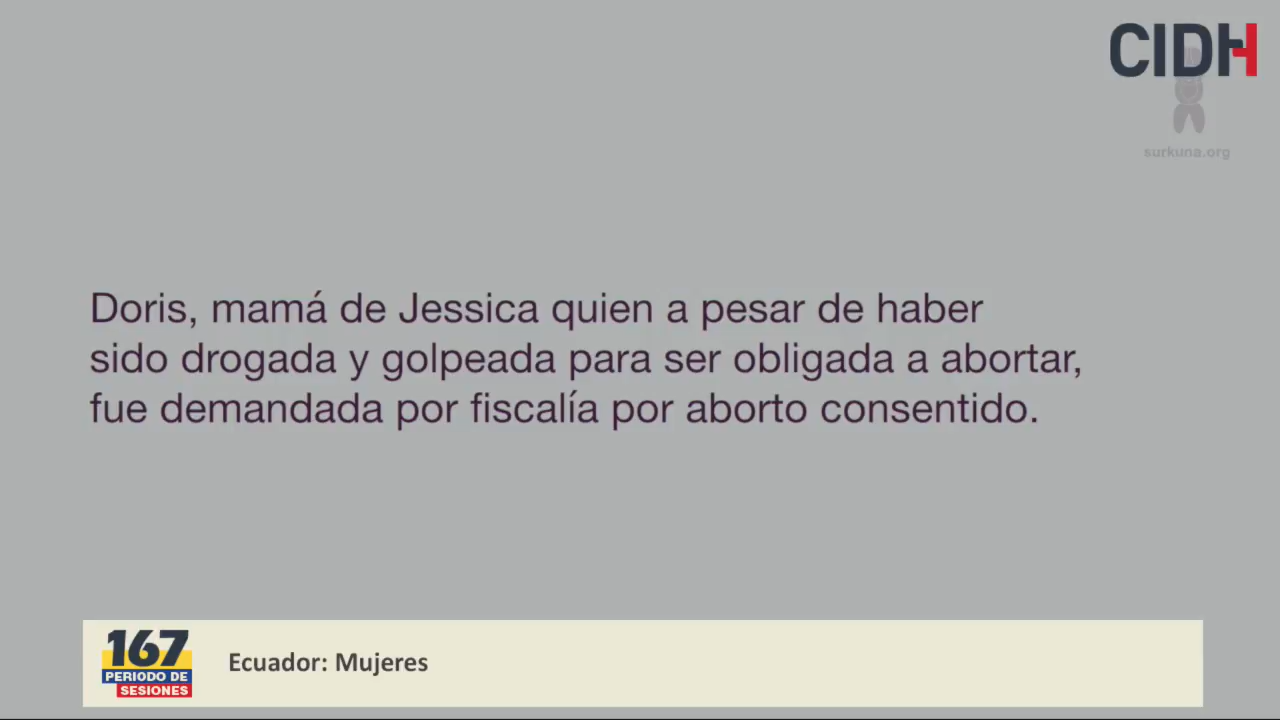 CIDH
surkuna.org
Doris, mamá de Jessica quien a pesar de haber
sido drogada y golpeada para ser obligada a abortar,
fue demandada por fiscalía por aborto consentido.
167
PERIODO DE
SESIONES
Ecuador: Mujeres